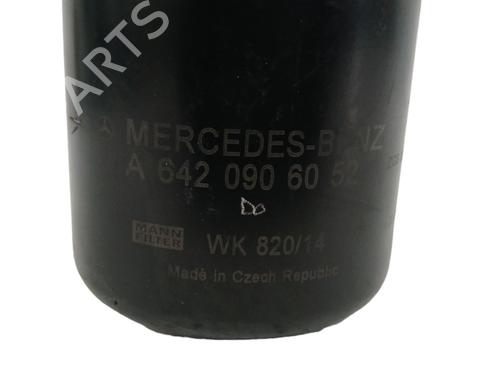 ARTS
MERCEDES-BENZ
A 642 090 60 52
MANN
FILTER
WK 820/14
Made in Czech Republic